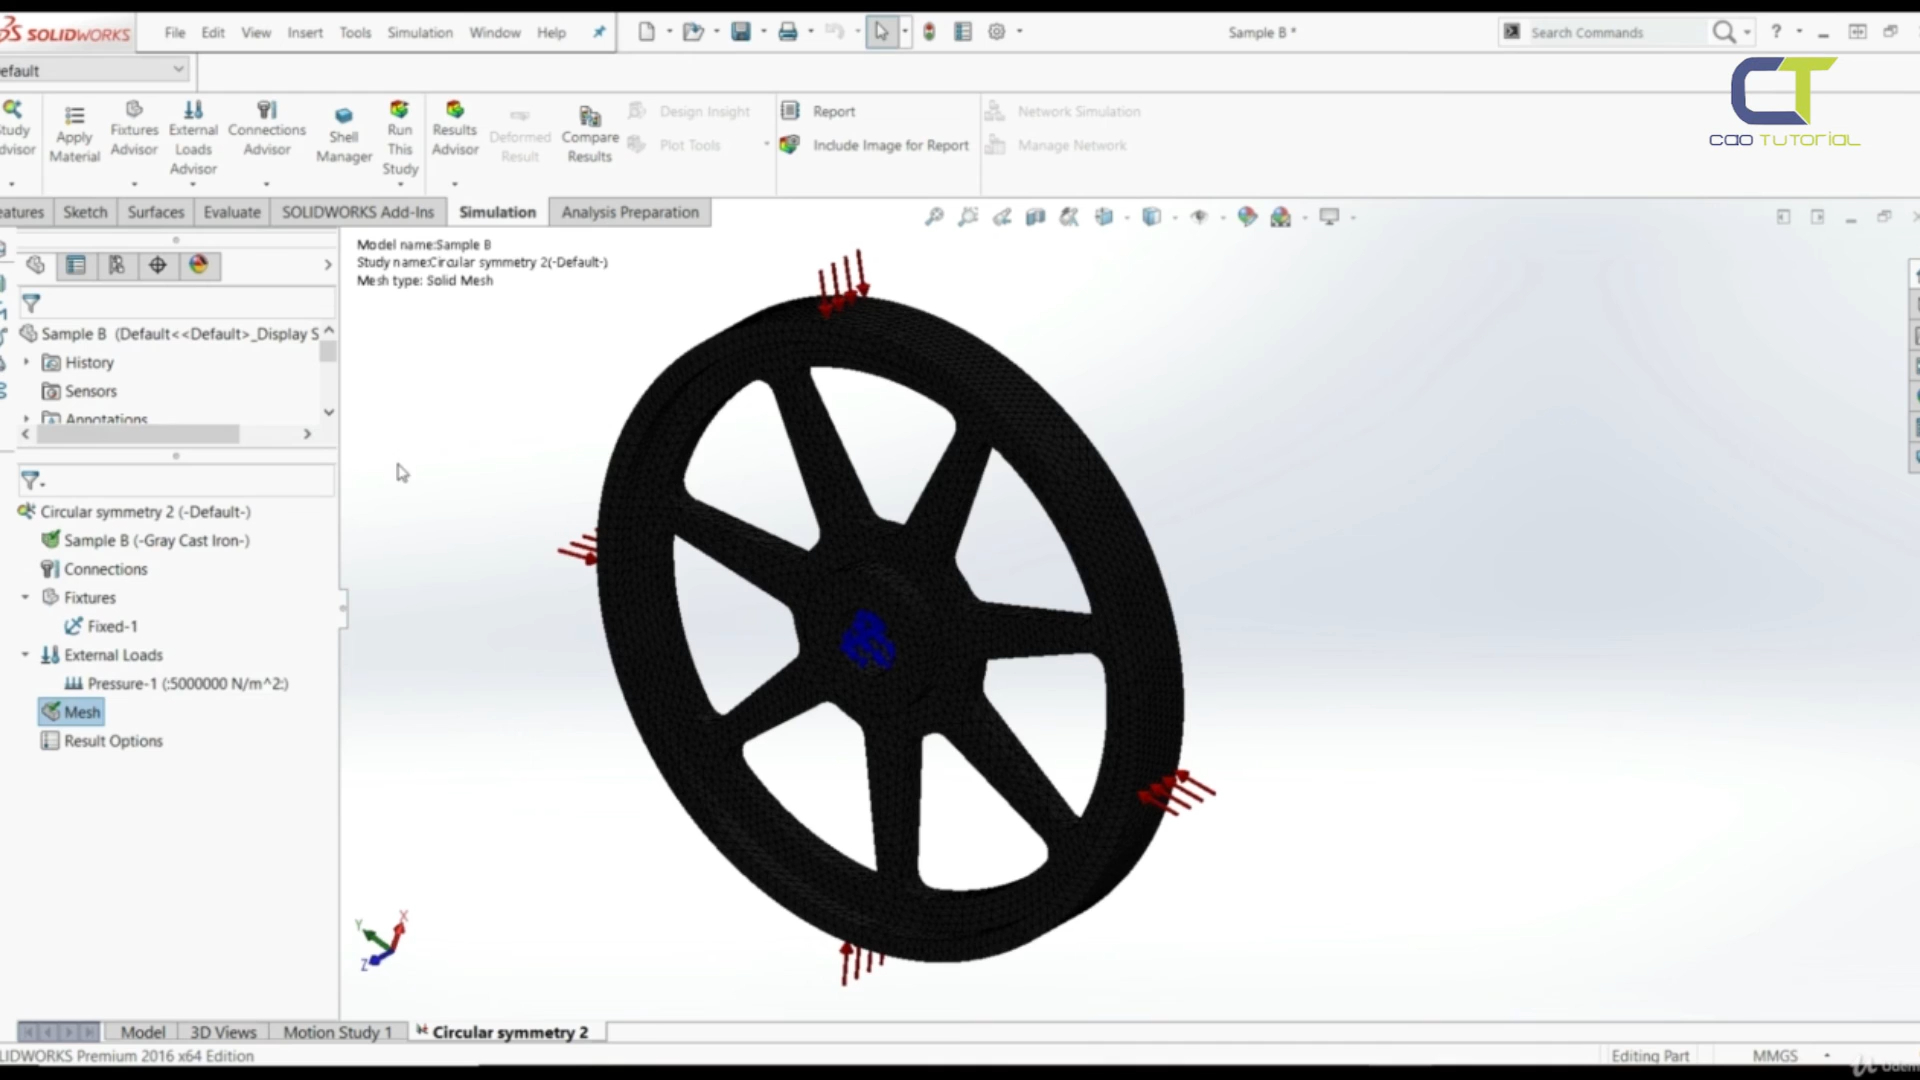 SOLIDWORKS File Edit View Insert Tools Simulation Window Help Sample B * Search Commands ?
efault
CT
CAO TUTORIAL
Apply Material
Fixtures Advisor
External Loads Advisor
Connections Advisor
Shell Manager
Run This Study
Results Advisor
Deformed Result
Compare Results
Design Insight
Plot Tools
Report
Include Image for Report
Network Simulation
Manage Network
tudy
dvisor
eatures Sketch Surfaces Evaluate SOLIDWORKS Add-Ins Simulation Analysis Preparation
Model name:Sample B
Study name:Circular symmetry 2(-Default-)
Mesh type: Solid Mesh
Sample B (Default<<Default>_Display S
History
Sensors
Annotations
Circular symmetry 2 (-Default-)
Sample B (-Gray Cast Iron-)
Connections
Fixtures
Fixed-1
External Loads
Pressure-1 (:5000000 N/m^2:)
Mesh
Result Options
X
Y
Z
Model 3D Views Motion Study 1 Circular symmetry 2
LIDWORKS Premium 2016 x64 Edition Editing Part MMGS